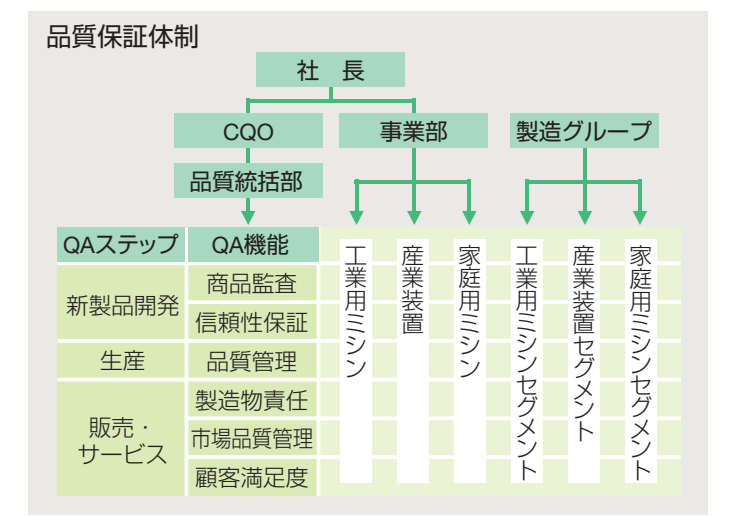 品質保証体制
社　長
CQO
事業部
製造グループ
品質統括部
QAステップ
QA機能
工業用ミシン
産業装置
家庭用ミシン
工業用ミシンセグメント
産業装置セグメント
家庭用ミシンセグメント
新製品開発
商品監査
信頼性保証
生産
品質管理
販売・
サービス
製造物責任
市場品質管理
顧客満足度